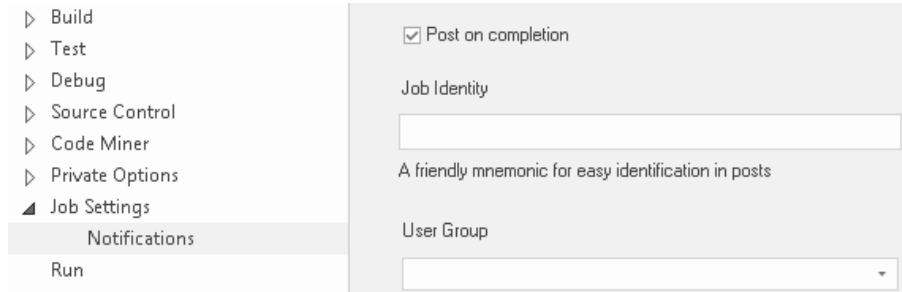 Build
Test
Debug
Source Control
Code Miner
Private Options
Job Settings
Notifications
Run
Post on completion
Job Identity
A friendly mnemonic for easy identification in posts
User Group